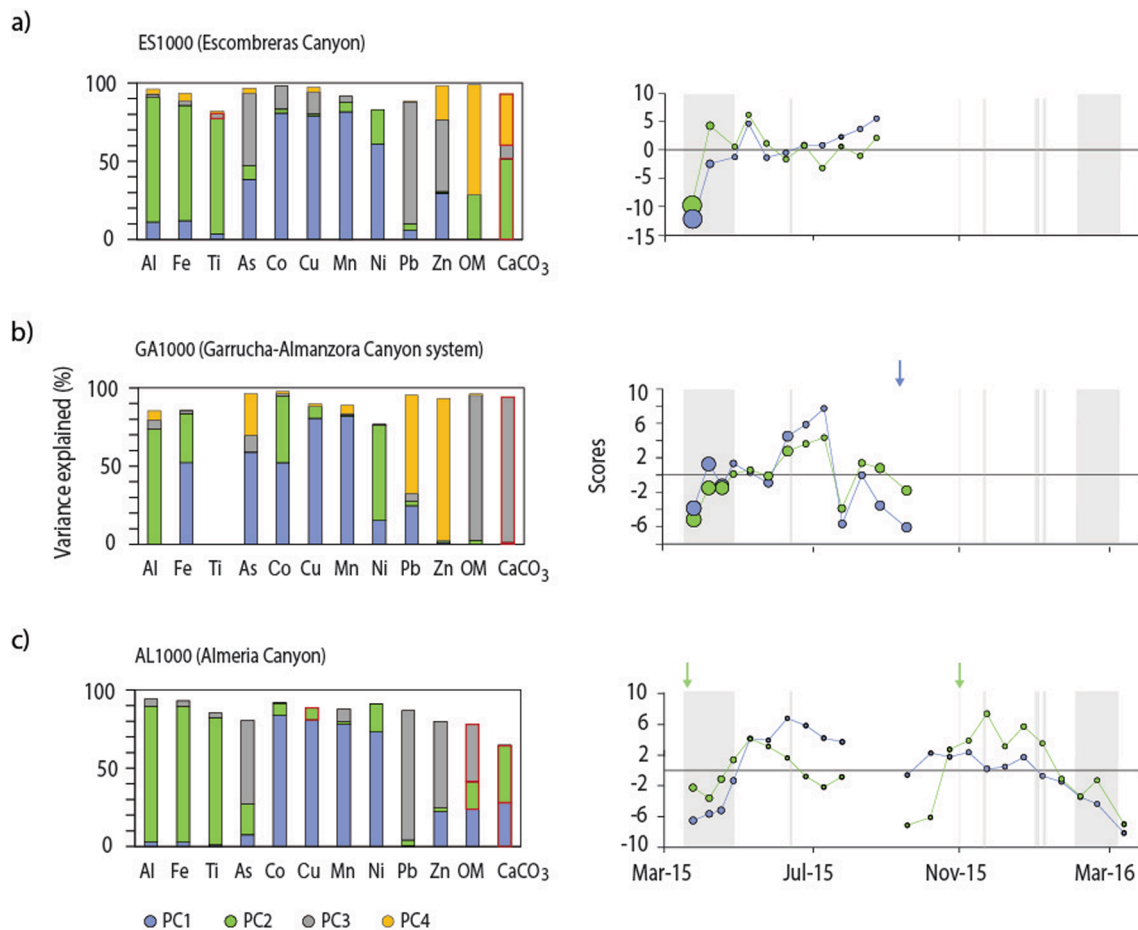 a)
ES1000 (Escombreras Canyon)
100
50
0
Al Fe Ti As Co Cu Mn Ni Pb Zn OM CaCO3
10
5
0
-5
-10
-15
b)
GA1000 (Garrucha-Almanzora Canyon system)
Variance explained (%)
100
50
0
Al Fe Ti As Co Cu Mn Ni Pb Zn OM CaCO3
Scores
10
6
2
-2
-6
c)
AL1000 (Almeria Canyon)
100
50
0
Al Fe Ti As Co Cu Mn Ni Pb Zn OM CaCO3
10
6
2
-2
-6
-10
Mar-15 Jul-15 Nov-15 Mar-16
PC1 PC2 PC3 PC4